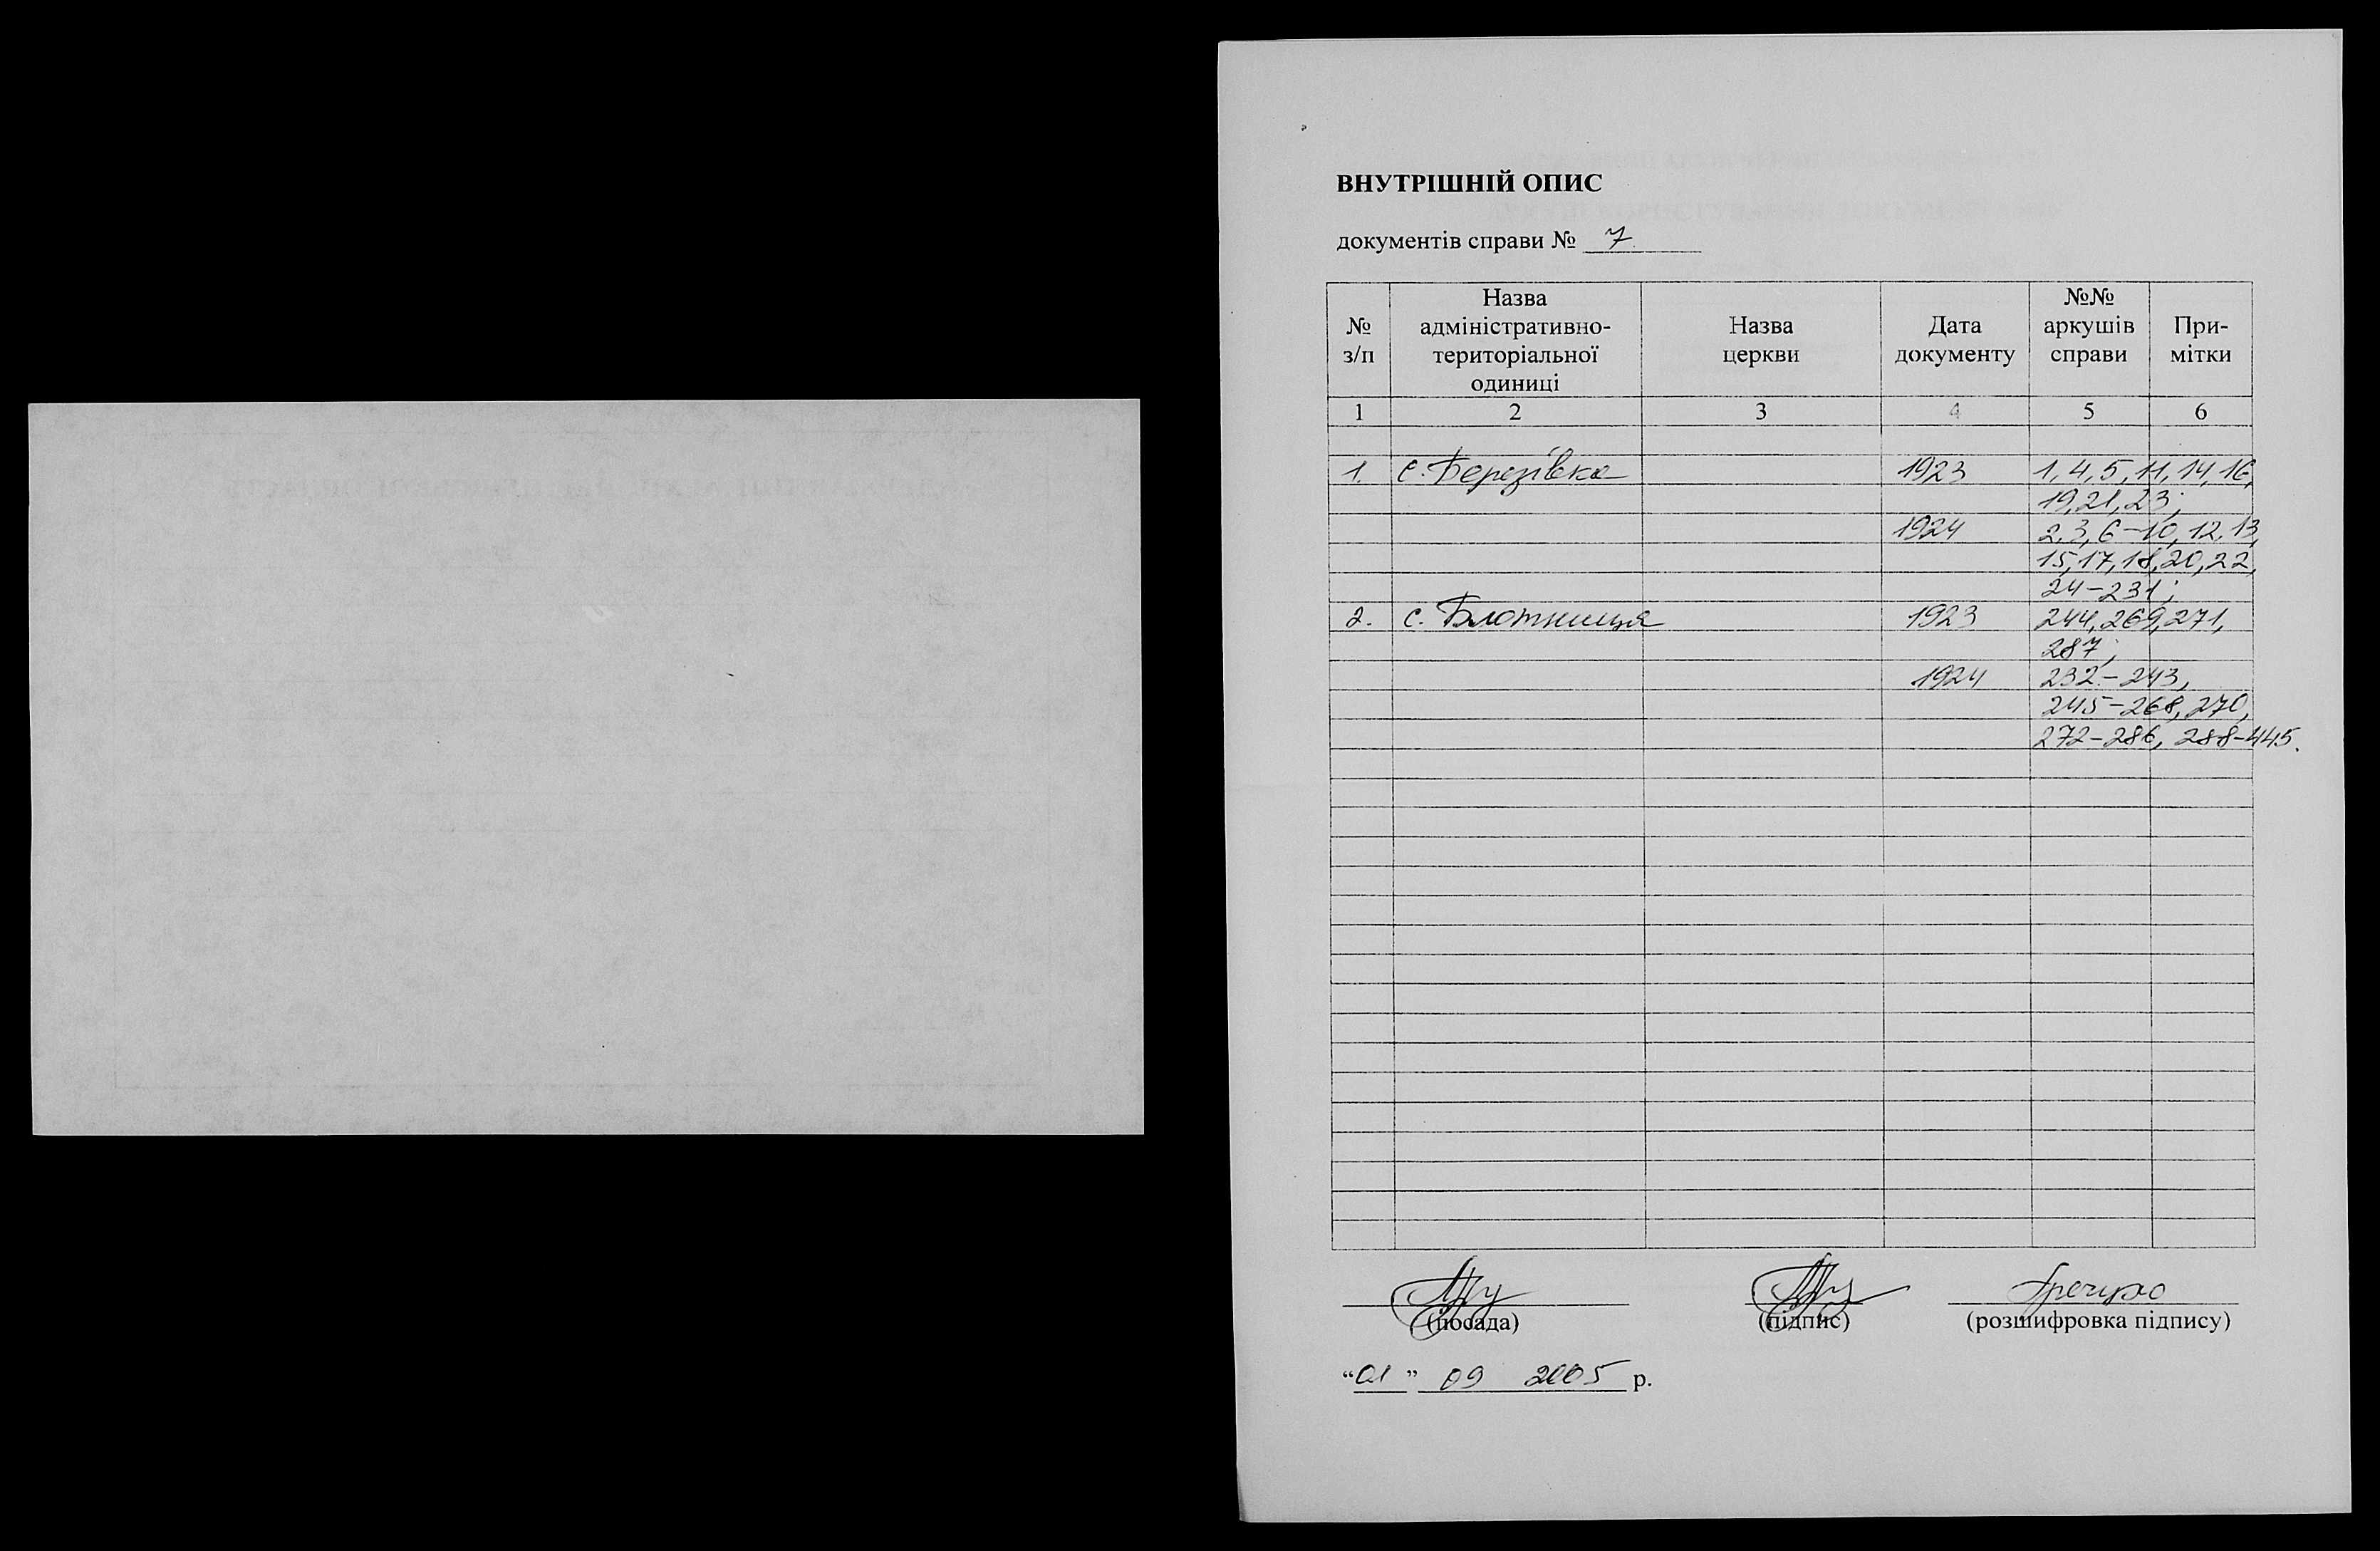 ВНУТРІШНІЙ ОПИС
документів справи № 7
№ з/п
Назва адміністративно-територіальної одиниці
Назва церкви
Дата документу
№№ аркушів справи
При-мітки
1 2 3 4 5 6
1. с. Березівка 1923 1, 4, 5, 11, 14, 16,
19, 21, 23;
1924 2, 3, 6-10, 12, 13,
15, 17, 18, 20, 22,
24-231;
2. с. Блотниця 1923 244, 269, 271,
287;
1924 232-243,
245-268, 270,
272-286, 288-445.
(посада) (підпис) (розшифровка підпису)
“01” 09 2005 р.